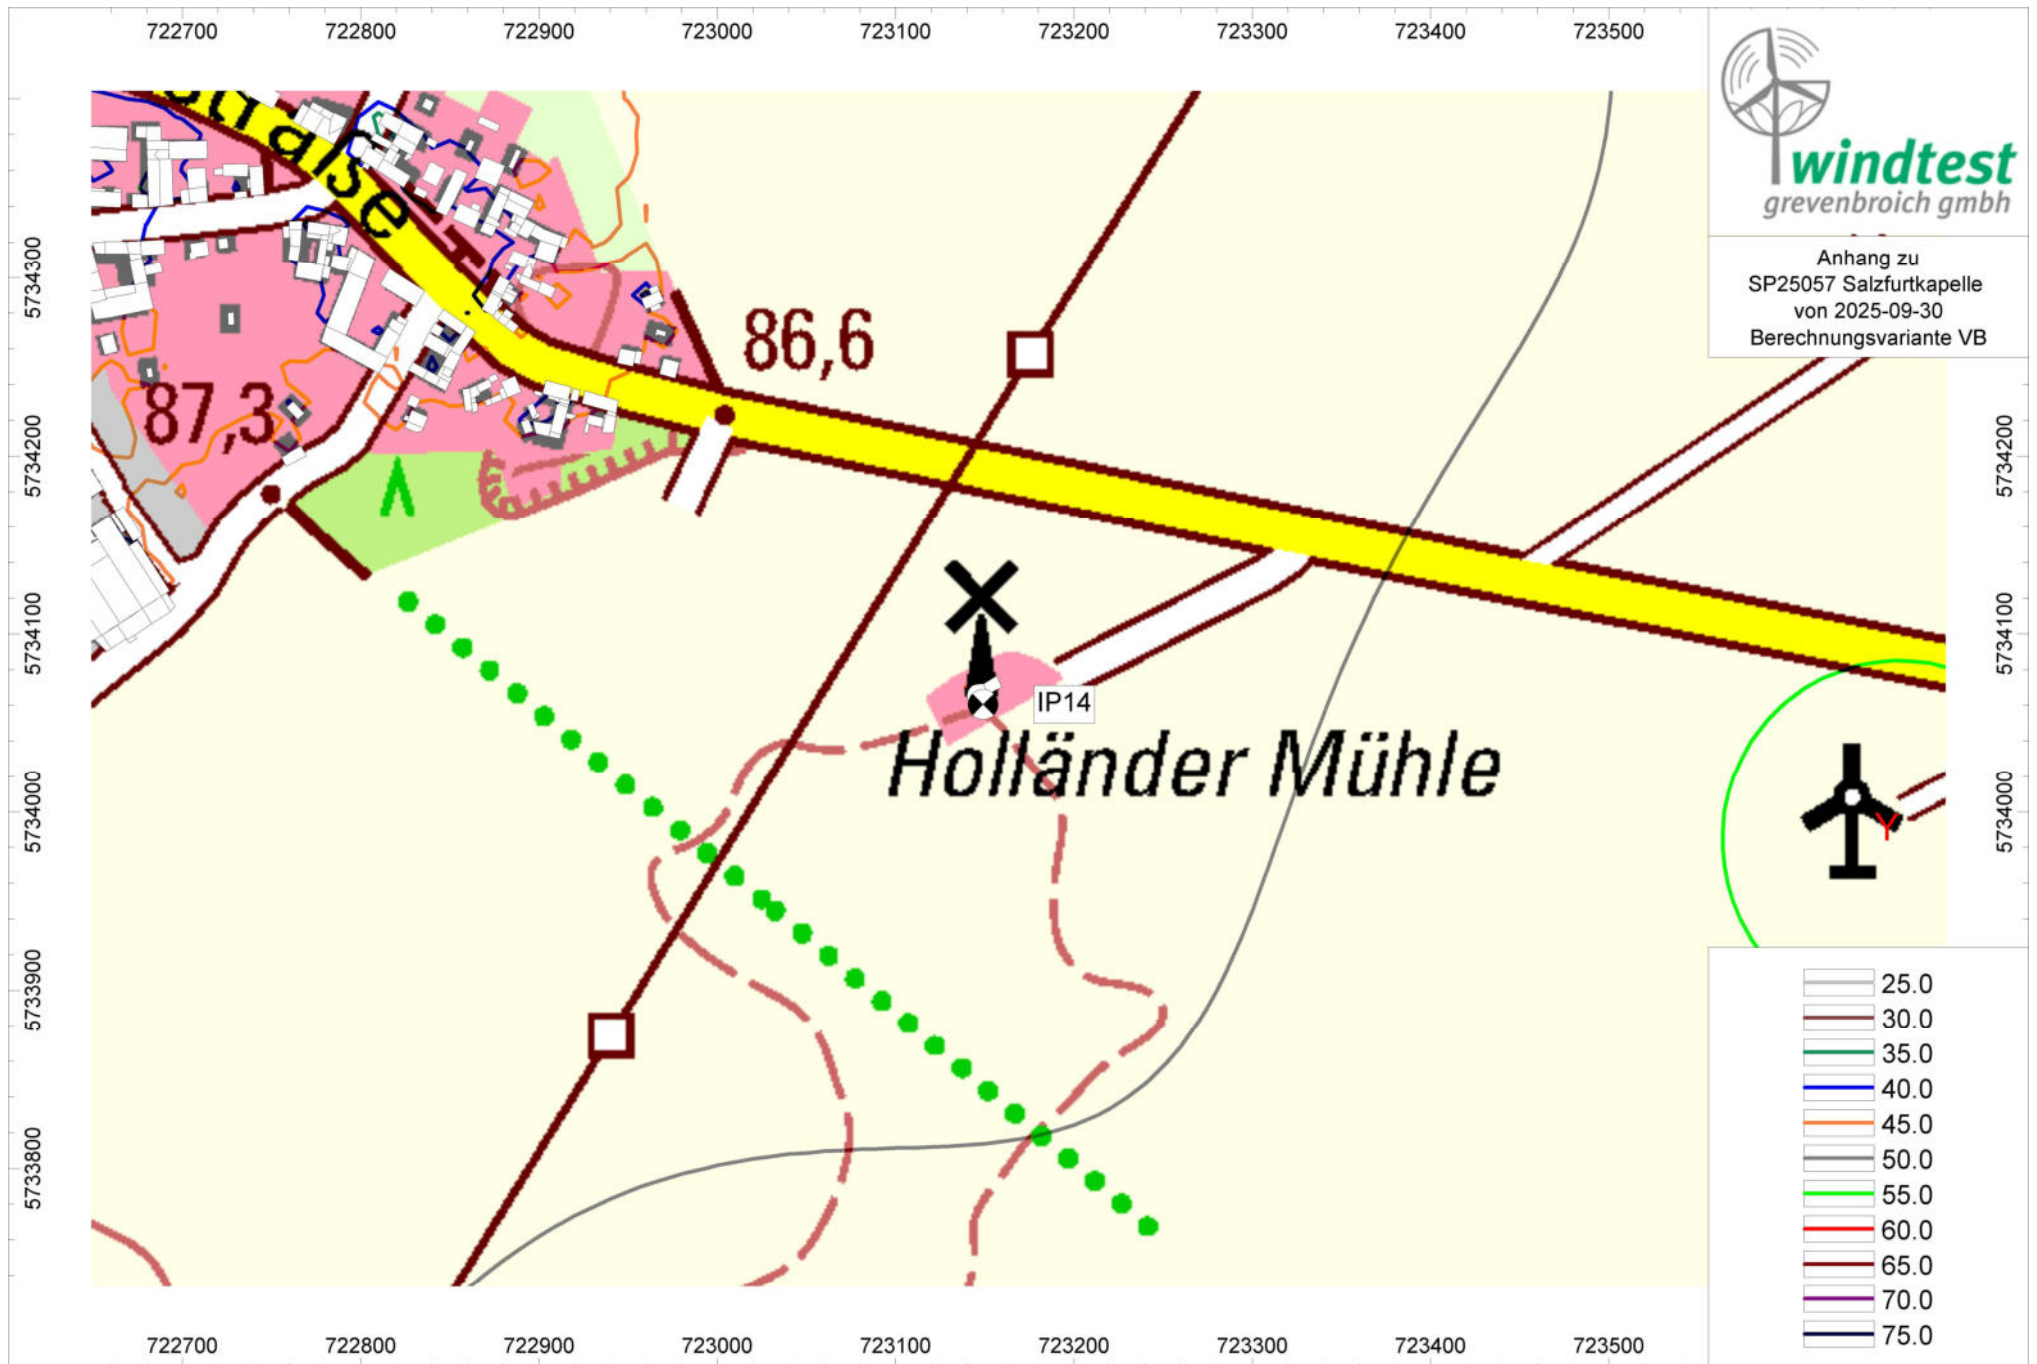 722700 722800 722900 723000 723100 723200 723300 723400 723500
windtest
grevenbroich gmbh
Anhang zu
SP25057 Salzfurtkapelle
von 2025-09-30
Berechnungsvariante VB
straße
5734300
86,6
87,3
5734200
5734200
5734100
5734100
IP14
Holländer Mühle
5734000
5734000
Y
5733900
5733800
25.0
30.0
35.0
40.0
45.0
50.0
55.0
60.0
65.0
70.0
75.0
722700 722800 722900 723000 723100 723200 723300 723400 723500